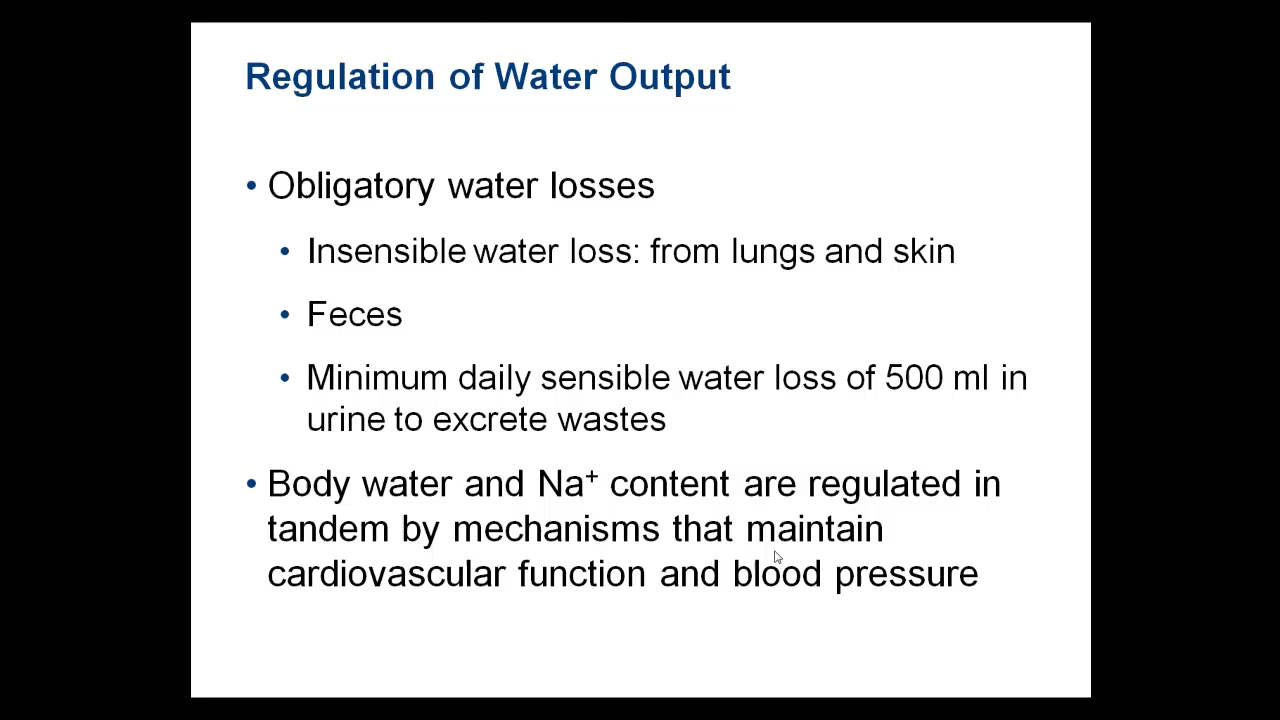 Regulation of Water Output
• Obligatory water losses
• Insensible water loss: from lungs and skin
• Feces
• Minimum daily sensible water loss of 500 ml in
urine to excrete wastes
• Body water and Na⁺ content are regulated in
tandem by mechanisms that maintain
cardiovascular function and blood pressure